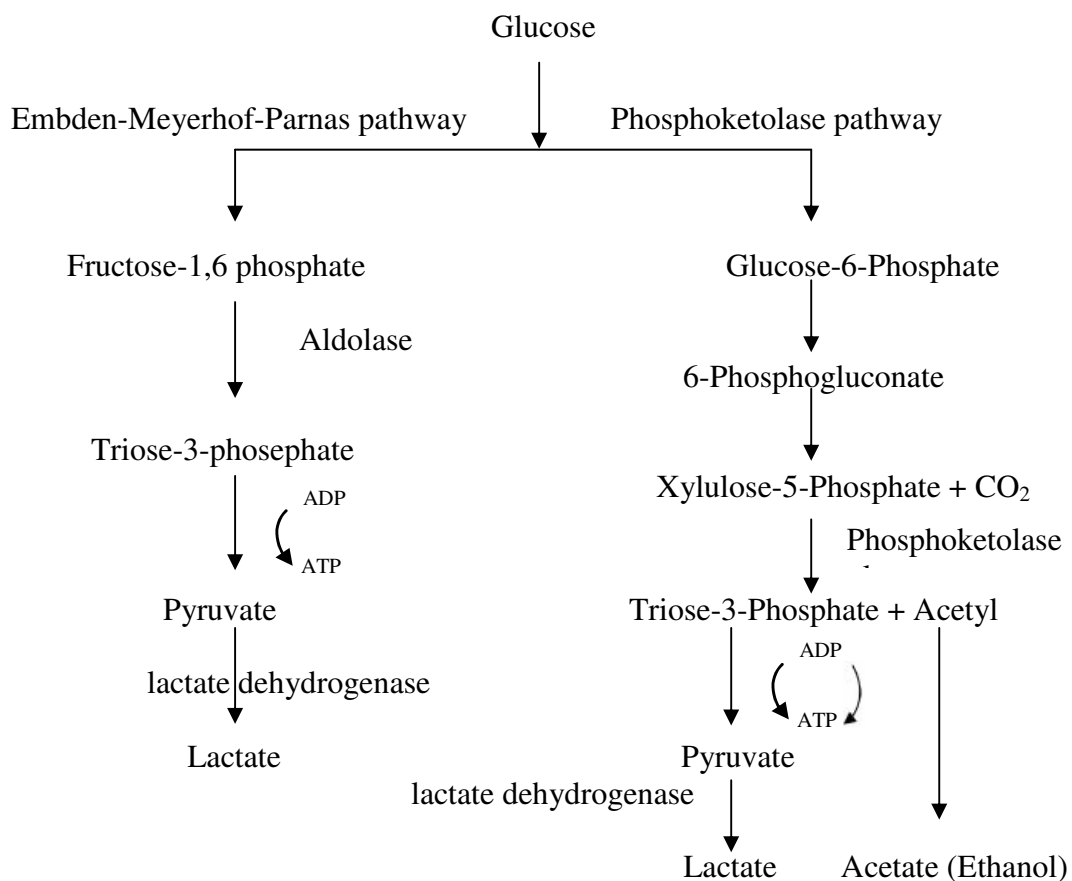 Glucose
Embden-Meyerhof-Parnas pathway
Phosphoketolase pathway
Fructose-1,6 phosphate
Glucose-6-Phosphate
Aldolase
6-Phosphogluconate
Triose-3-phosephate
Xylulose-5-Phosphate + CO₂
ADP
Phosphoketolase
ATP
Pyruvate
Triose-3-Phosphate + Acetyl
ADP
lactate dehydrogenase
ATP
Lactate
Pyruvate
lactate dehydrogenase
Lactate
Acetate (Ethanol)